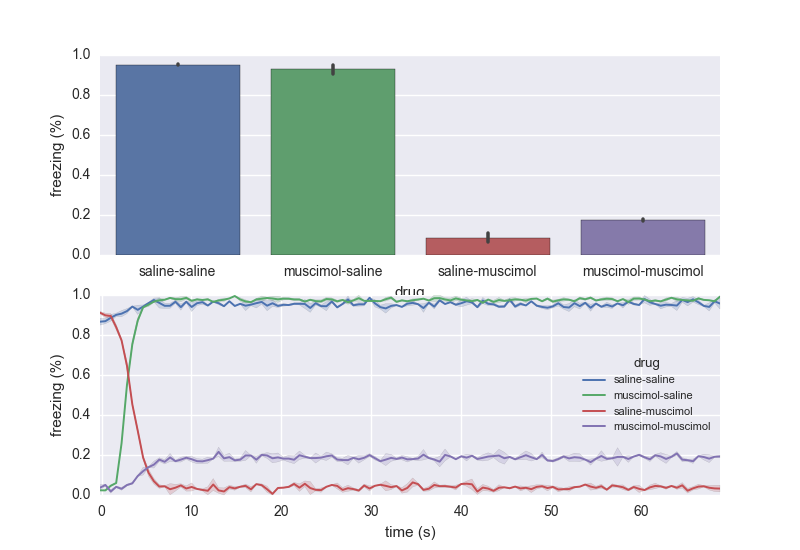 1.0
0.8
0.6
0.4
0.2
0.0
freezing (%)
saline-saline muscimol-saline saline-muscimol muscimol-muscimol
drug
1.0
0.8
0.6
0.4
0.2
0.0
freezing (%)
drug
saline-saline
muscimol-saline
saline-muscimol
muscimol-muscimol
0 10 20 30 40 50 60
time (s)